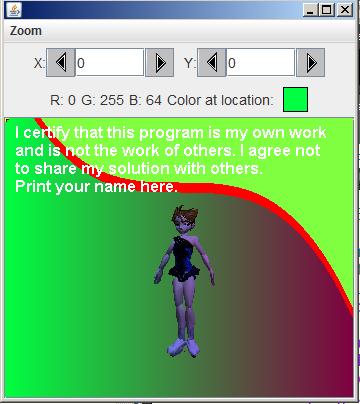 Zoom
X: 0 Y: 0
R: 0 G: 255 B: 64 Color at location:
I certify that this program is my own work
and is not the work of others. I agree not
to share my solution with others.
Print your name here.